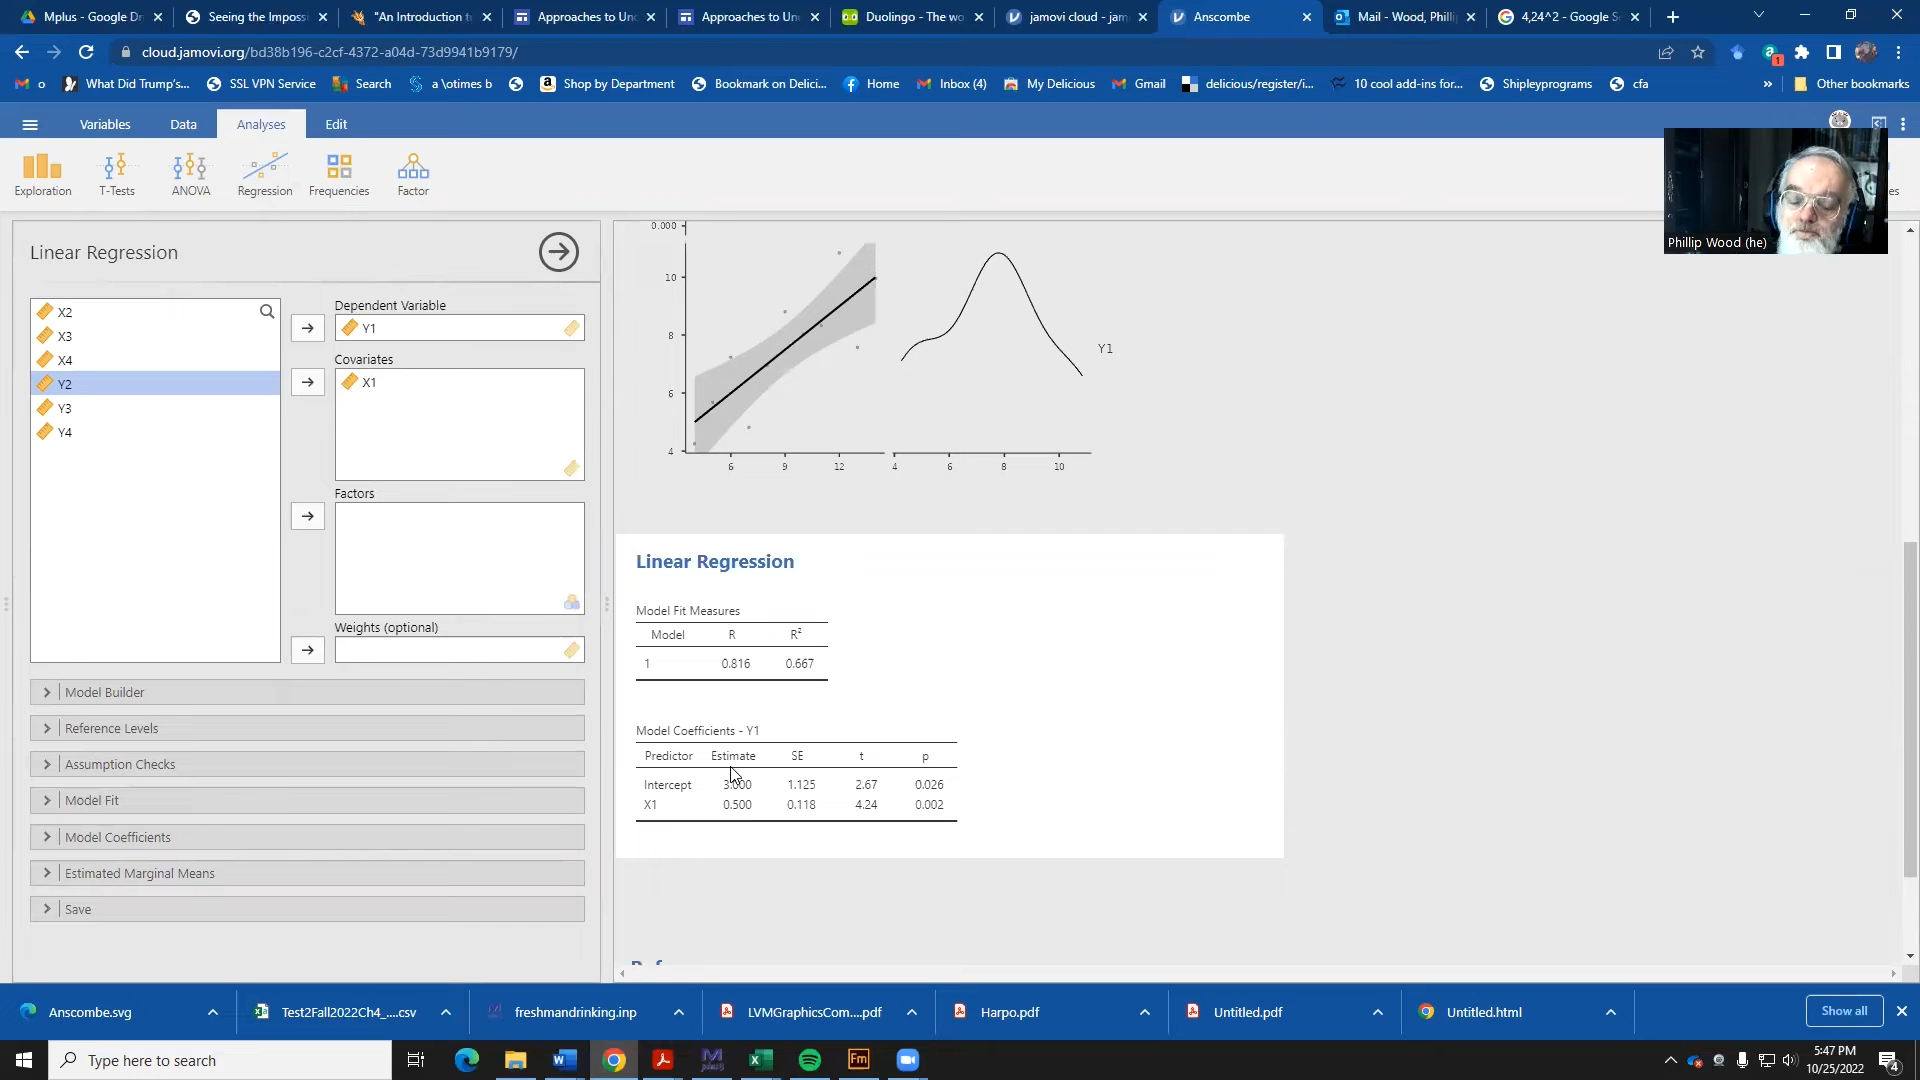 Mplus - Google Dr
Seeing the Imposs
"An Introduction t
Approaches to Unc
Approaches to Un
Duolingo - The wo
jamovi cloud - jam
Anscombe
Mail - Wood, Philli
4,24^2 - Google Se
cloud.jamovi.org/bd38b196-c2cf-4372-a04d-73d9941b9179/
o
What Did Trump's...
SSL VPN Service
Search
a \otimes b
Shop by Department
Bookmark on Delici...
Home
Inbox (4)
My Delicious
Gmail
delicious/register/i...
10 cool add-ins for...
Shipleyprograms
cfa
»
Other bookmarks
Variables
Data
Analyses
Edit
Exploration
T-Tests
ANOVA
Regression
Frequencies
Factor
es
Phillip Wood (he)
Linear Regression
X2
X3
X4
Y2
Y3
Y4
Dependent Variable
Y1
Covariates
X1
Factors
Weights (optional)
Model Builder
Reference Levels
Assumption Checks
Model Fit
Model Coefficients
Estimated Marginal Means
Save
0.000
10
8
6
4
6 9 12
4 6 8 10
Y1
Linear Regression
Model Fit Measures
Model R R²
1 0.816 0.667
Model Coefficients - Y1
Predictor Estimate SE t p
Intercept 3.000 1.125 2.67 0.026
X1 0.500 0.118 4.24 0.002
Anscombe.svg
Test2Fall2022Ch4_....csv
freshmandrinking.inp
LVMGraphicsCom....pdf
Harpo.pdf
Untitled.pdf
Untitled.html
Show all
Type here to search
Fm
5:47 PM
10/25/2022
4